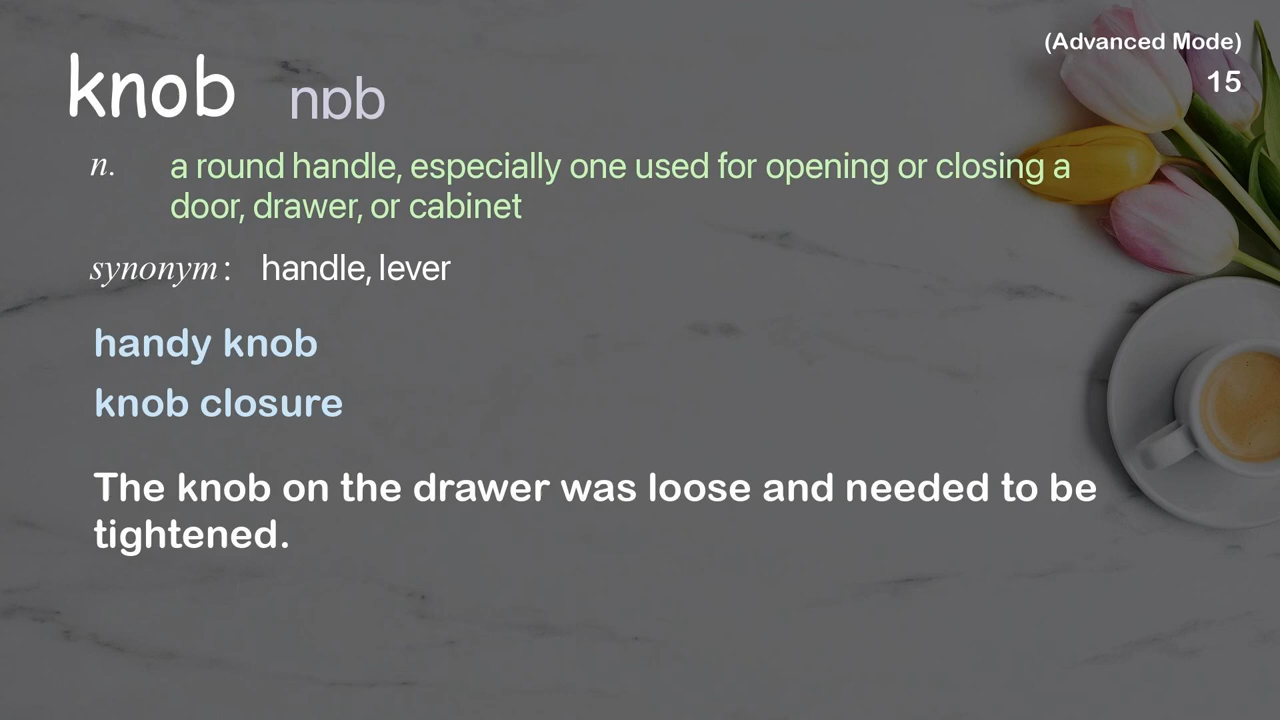 (Advanced Mode)
15
knob nɒb
n. a round handle, especially one used for opening or closing a
door, drawer, or cabinet
synonym: handle, lever
handy knob
knob closure
The knob on the drawer was loose and needed to be
tightened.